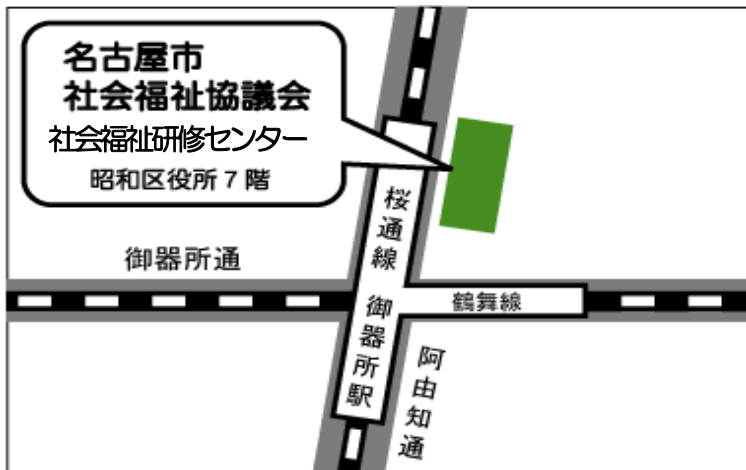 名古屋市
社会福祉協議会
社会福祉研修センター
昭和区役所7階
御器所通
桜通線 御器所駅
鶴舞線
阿由知通